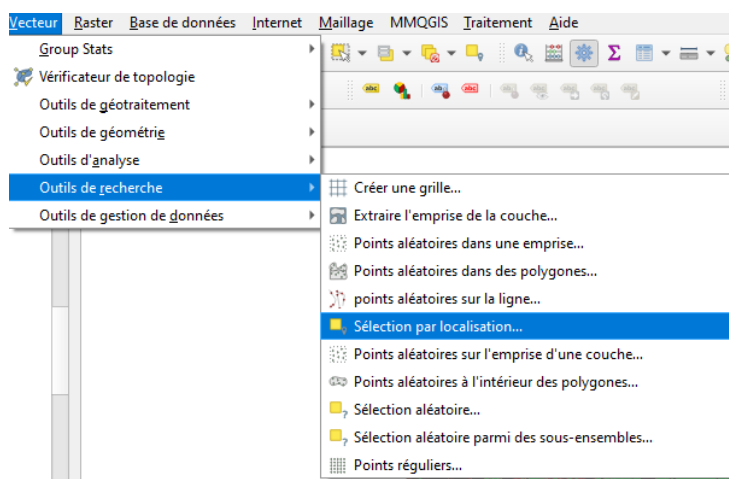 Vecteur Raster Base de données Internet Maillage MMQGIS Traitement Aide
Group Stats
Vérificateur de topologie
Outils de géotraitement
Outils de géométrie
Outils d'analyse
Outils de recherche
Outils de gestion de données
abc ab abc
Créer une grille...
Extraire l'emprise de la couche...
Points aléatoires dans une emprise...
Points aléatoires dans des polygones...
points aléatoires sur la ligne...
Sélection par localisation...
Points aléatoires sur l'emprise d'une couche...
Points aléatoires à l'intérieur des polygones...
Sélection aléatoire...
Sélection aléatoire parmi des sous-ensembles...
Points réguliers...